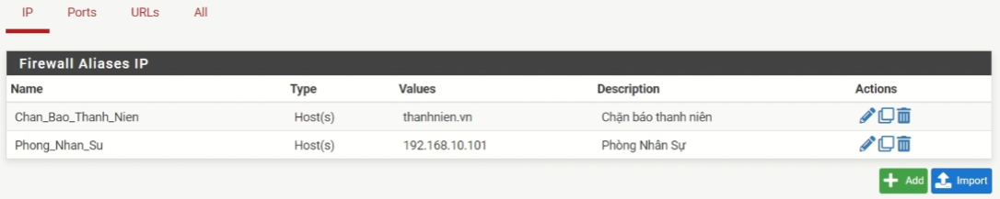 IP Ports URLs All
Firewall Aliases IP
Name Type Values Description Actions
Chan_Bao_Thanh_Nien Host(s) thanhnien.vn Chặn báo thanh niên
Phong_Nhan_Su Host(s) 192.168.10.101 Phòng Nhân Sự
Add Import